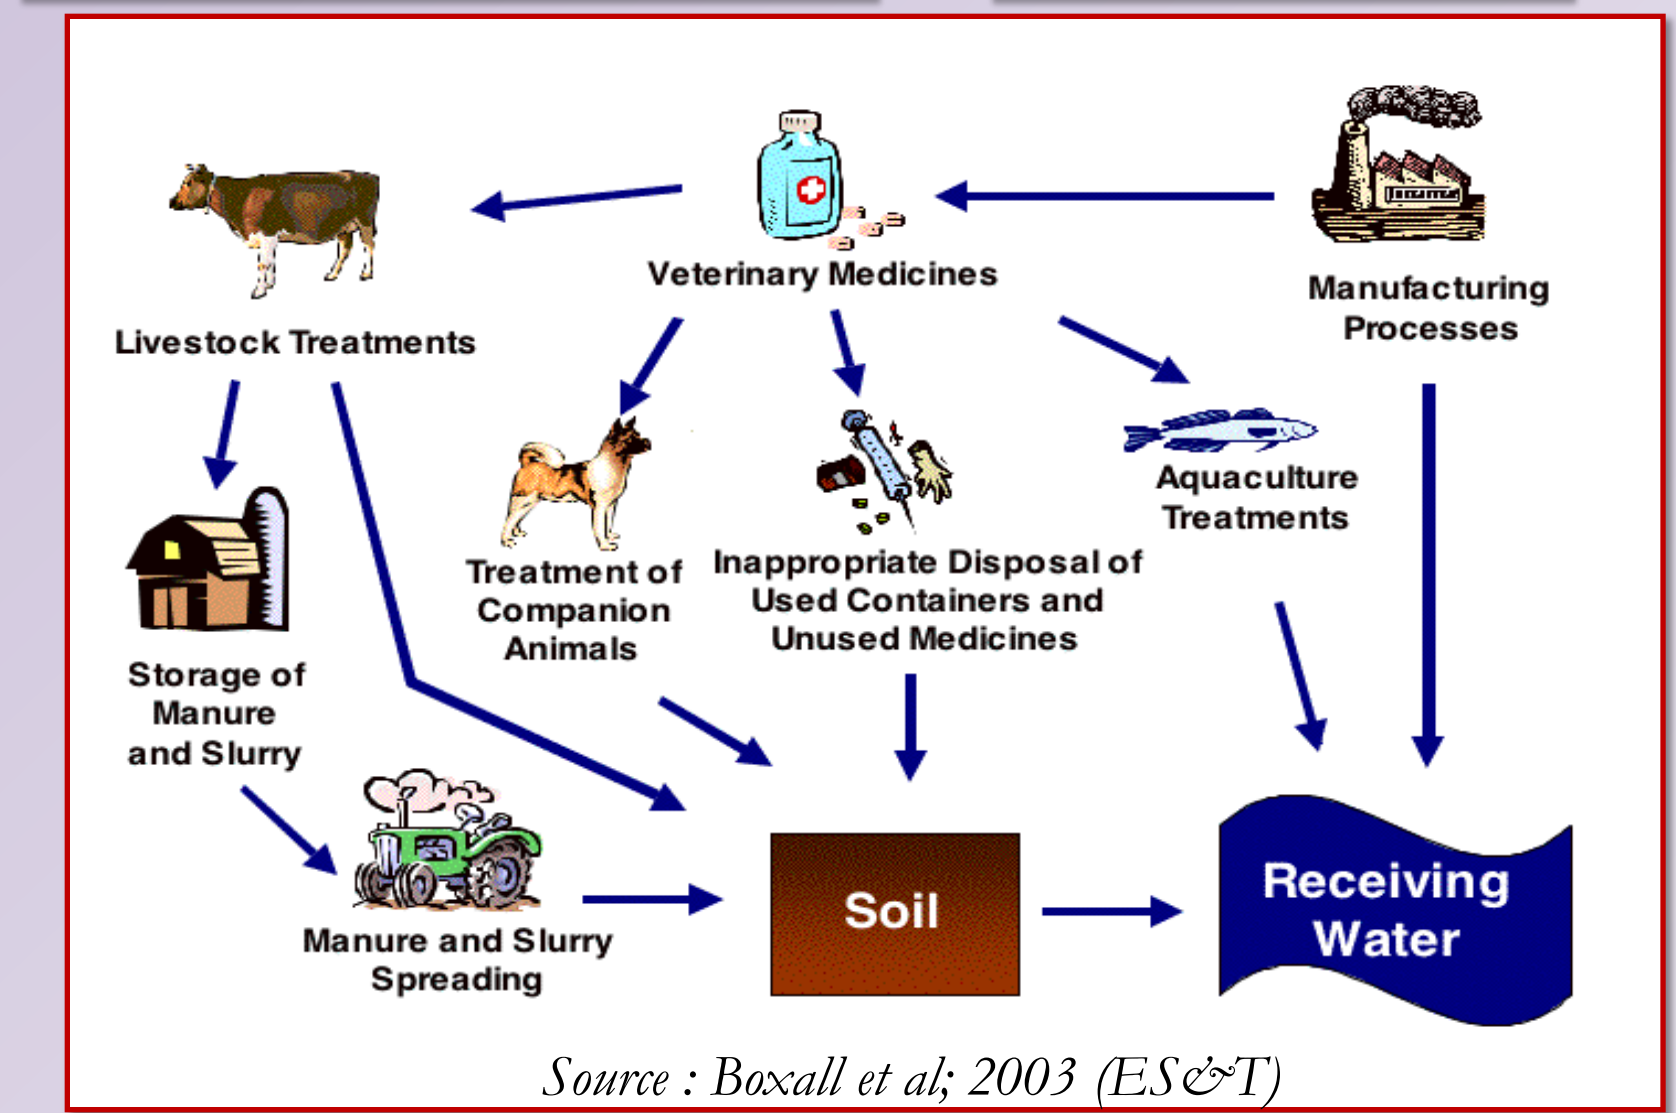 Veterinary Medicines
Manufacturing
Processes
Livestock Treatments
Aquaculture
Treatments
Treatment of
Companion
Animals
Inappropriate Disposal of
Used Containers and
Unused Medicines
Storage of
Manure
and Slurry
Manure and Slurry
Spreading
Soil
Receiving
Water
Source : Boxall et al; 2003 (ES&T)